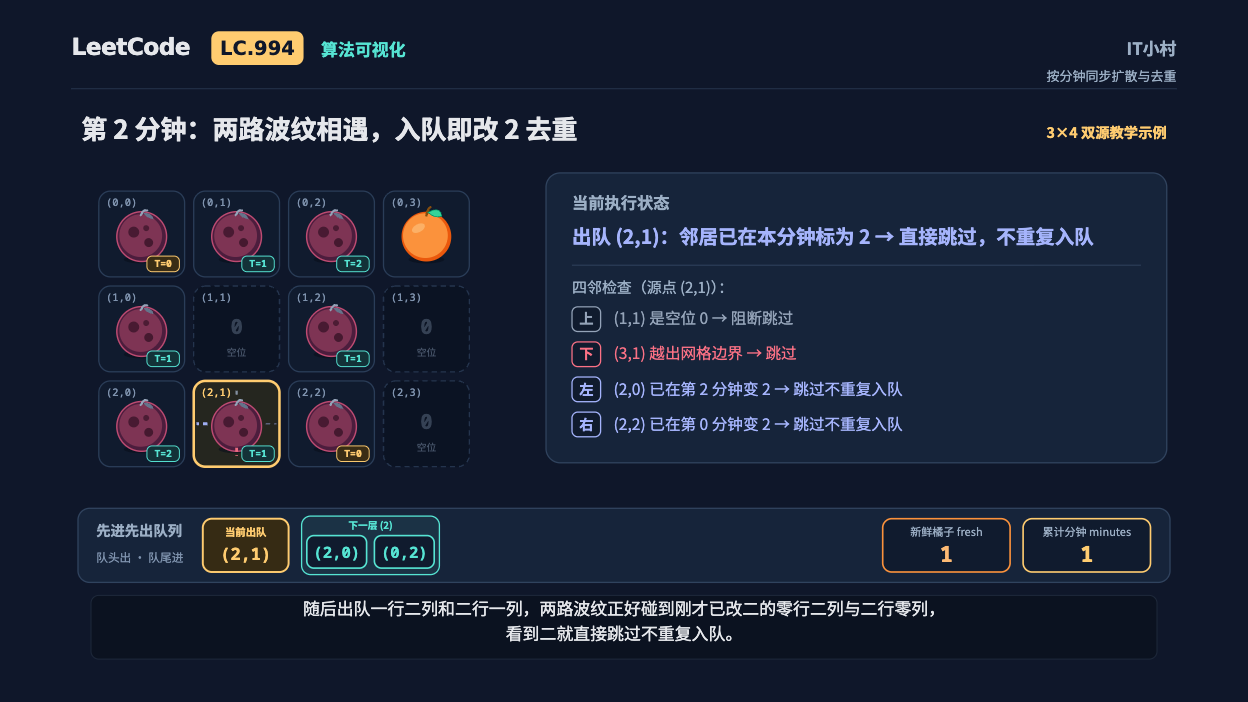 LeetCode LC.994 算法可视化
IT小村
按分钟同步扩散与去重
第 2 分钟：两路波纹相遇，入队即改 2 去重
3×4 双源教学示例
(0,0) (0,1) (0,2) (0,3)
T=0 T=1 T=2
(1,0) (1,1) (1,2) (1,3)
0 0
空位 空位
T=1 T=1
(2,0) (2,1) (2,2) (2,3)
0
空位
T=2 T=1 T=0
当前执行状态
出队 (2,1)：邻居已在本分钟标为 2 → 直接跳过，不重复入队
四邻检查（源点 (2,1)）：
上 (1,1) 是空位 0 → 阻断跳过
下 (3,1) 越出网格边界 → 跳过
左 (2,0) 已在第 2 分钟变 2 → 跳过不重复入队
右 (2,2) 已在第 0 分钟变 2 → 跳过不重复入队
先进先出队列
队头出 · 队尾进
当前出队
(2,1)
下一层 (2)
(2,0) (0,2)
新鲜橘子 fresh
1
累计分钟 minutes
1
随后出队一行二列和二行一列，两路波纹正好碰到刚才已改二的零行二列与二行零列，
看到二就直接跳过不重复入队。